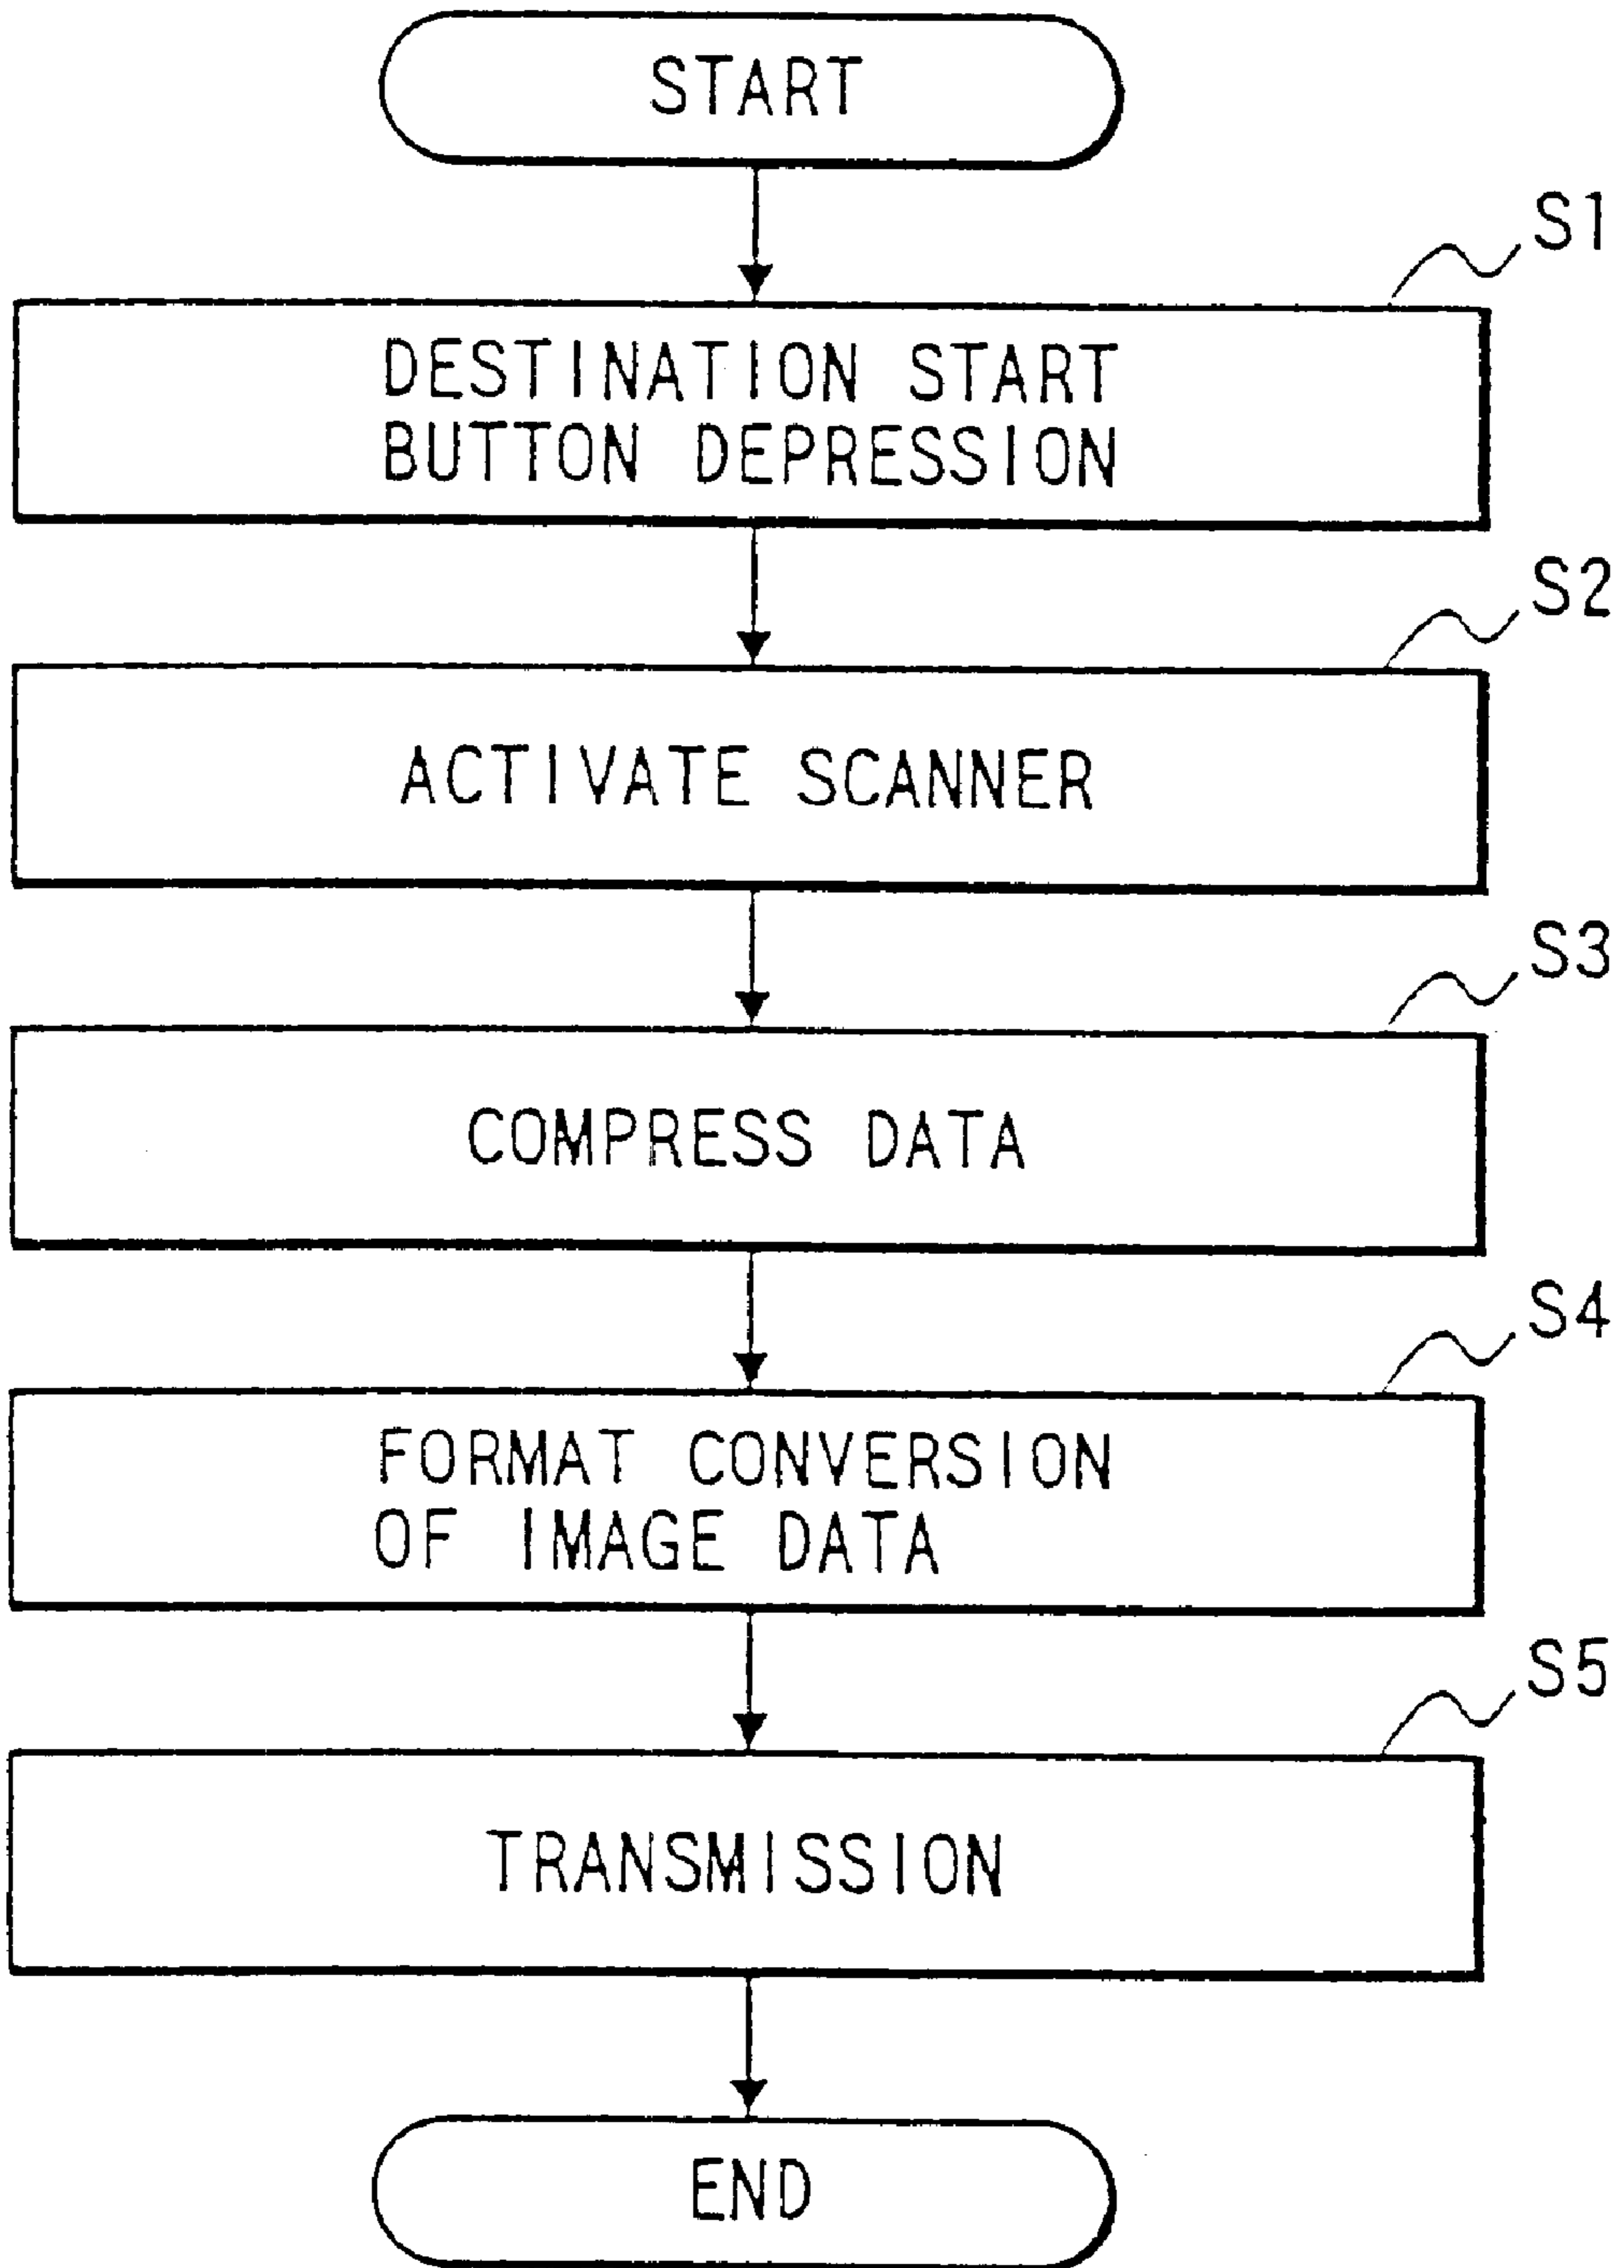 START
S1
DESTINATION START
BUTTON DEPRESSION
S2
ACTIVATE SCANNER
S3
COMPRESS DATA
S4
FORMAT CONVERSION
OF IMAGE DATA
S5
TRANSMISSION
END